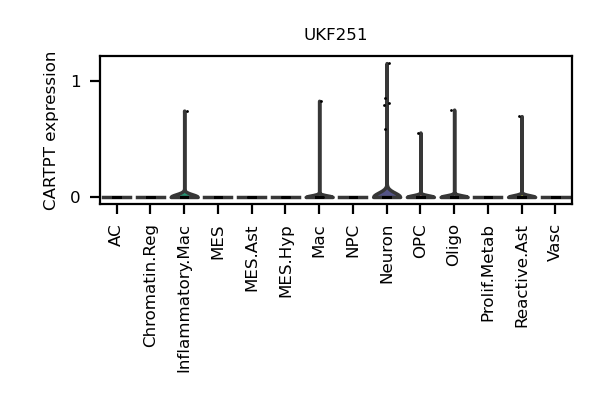 UKF251
CARTPT expression
1
0
AC
Chromatin.Reg
Inflammatory.Mac
MES
MES.Ast
MES.Hyp
Mac
NPC
Neuron
OPC
Oligo
Prolif.Metab
Reactive.Ast
Vasc